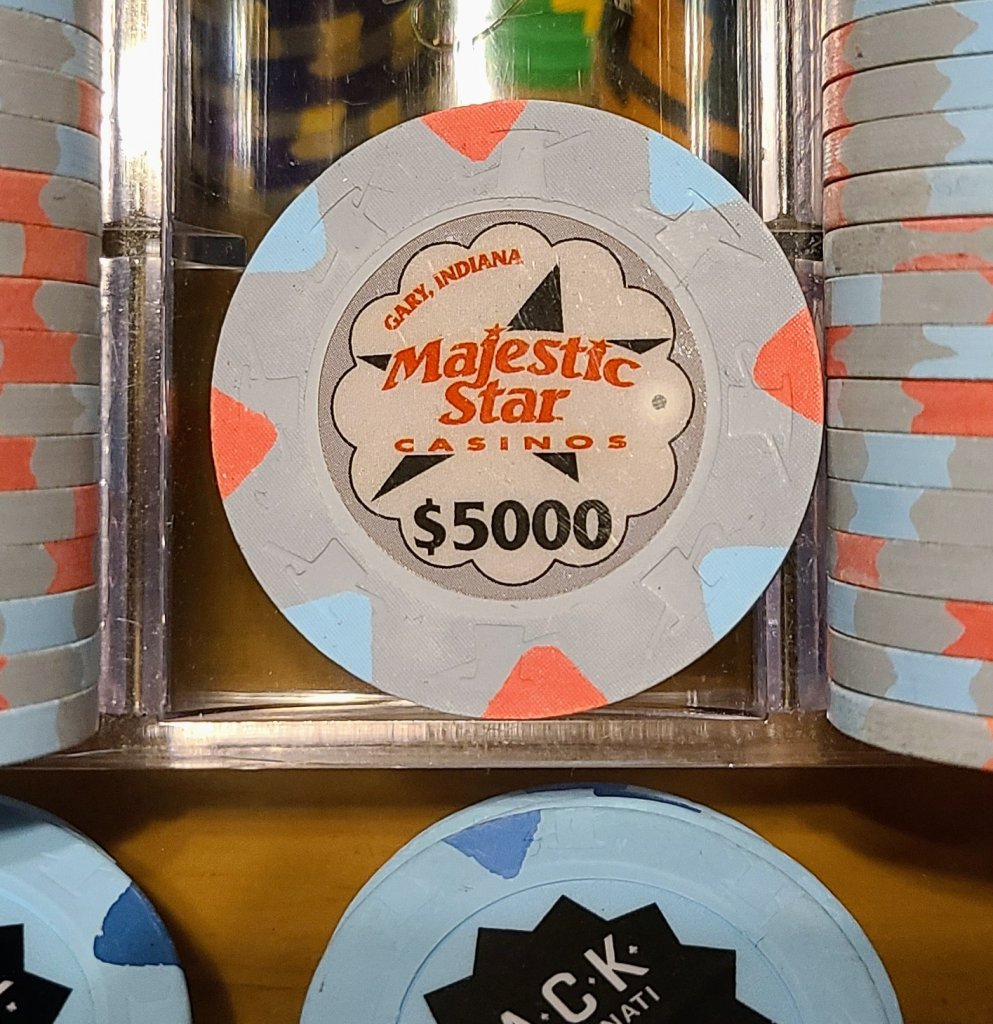 GARY, INDIANA
Majestic
Star
CASINOS
$5000
A·C·K·